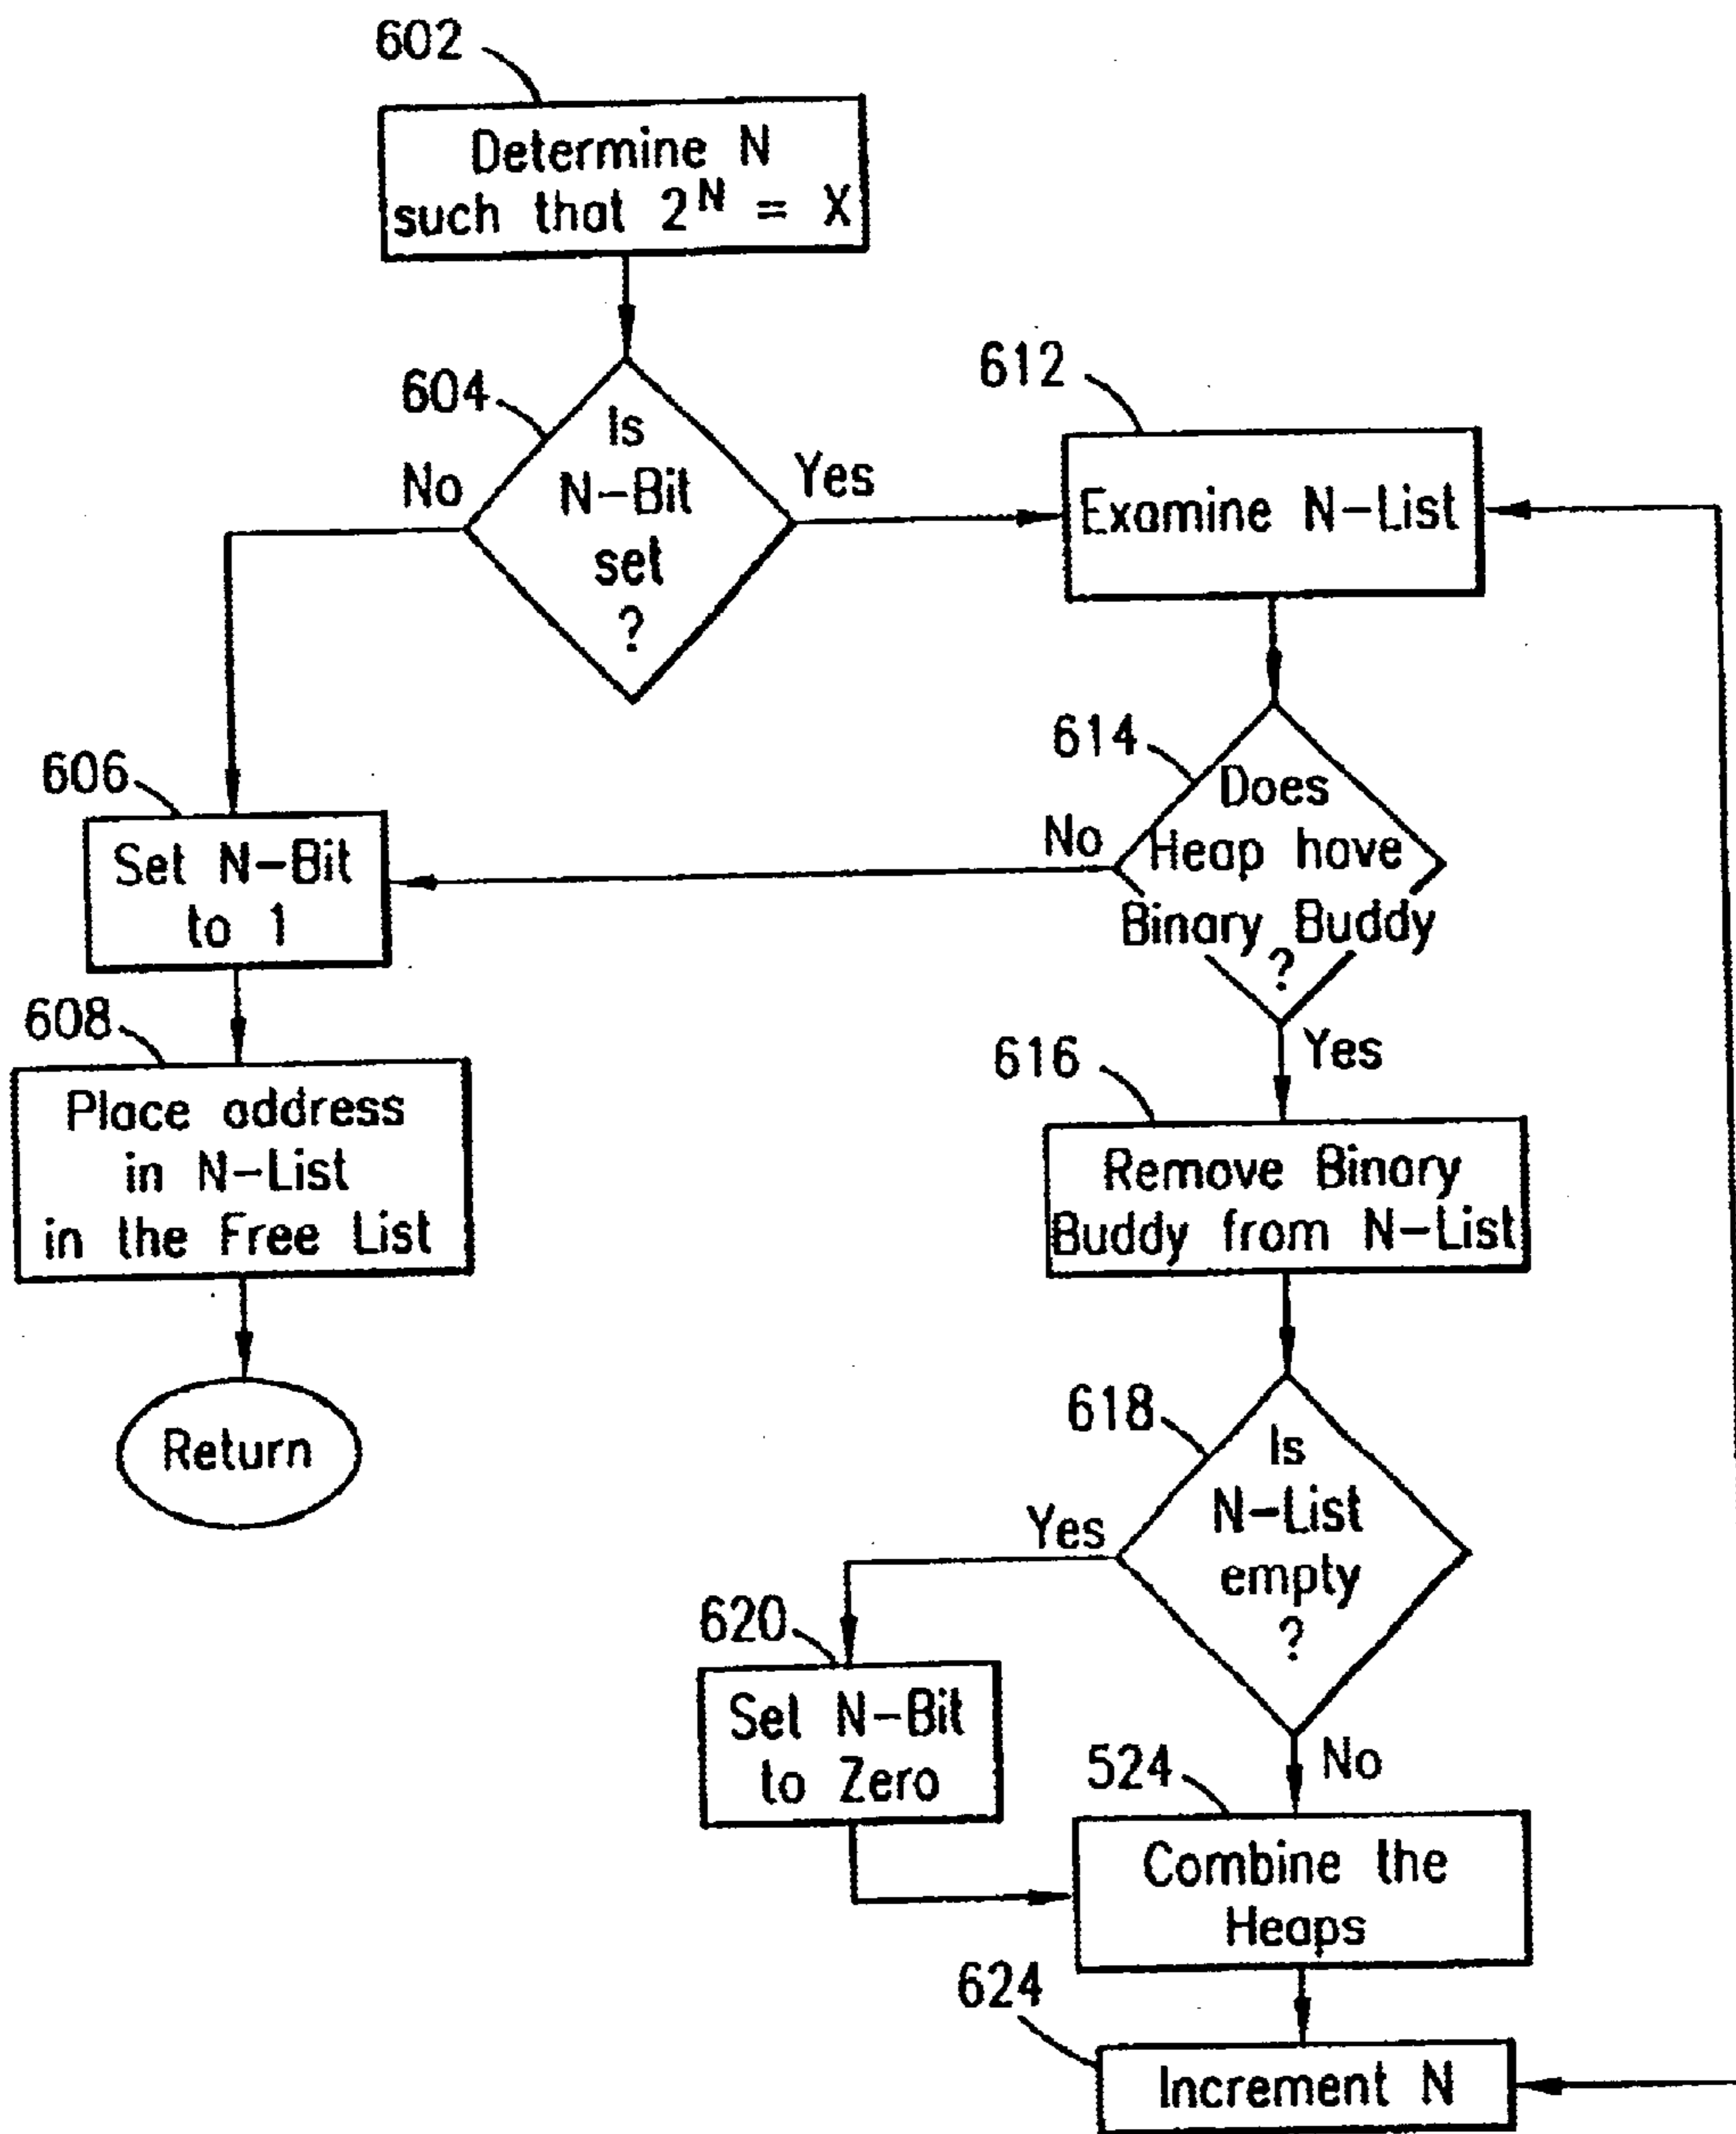 602
Determine N
such that 2^N = X
604
Is
N-Bit
set
?
No
Yes
612
Examine N-List
614
Does
Heap have
Binary Buddy
?
No
Yes
606
Set N-Bit
to 1
608
Place address
in N-List
in the Free List
Return
616
Remove Binary
Buddy from N-List
618
Is
N-List
empty
?
Yes
No
620
Set N-Bit
to Zero
524
Combine the
Heaps
624
Increment N